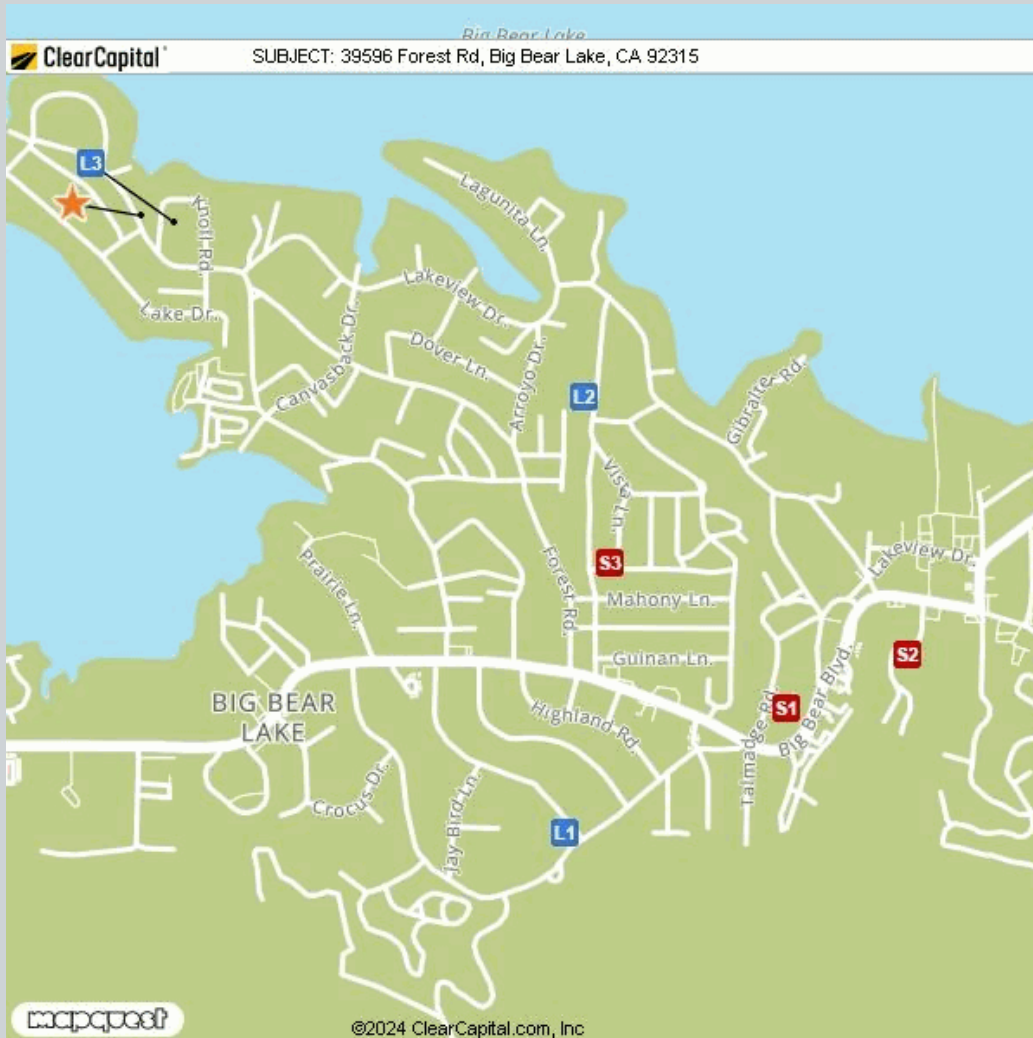 Big Bear Lake
ClearCapital
SUBJECT: 39596 Forest Rd, Big Bear Lake, CA 92315
L3
Knoll Rd.
Lagunita Ln.
Lakeview Dr.
Lake Dr.
Canvasback Dr.
Dover Ln.
Arroyo Dr.
L2
Gibralte Rd.
Vista Ln.
Prairie Ln.
Forest Rd.
S3
Lakeview Dr.
Mahony Ln.
Guinan Ln.
S2
BIG BEAR
LAKE
Highland Rd.
S1
Talmadge Rd.
Big Bear Blvd.
Crocus Dr.
Jay Bird Ln.
L1
mapquest
©2024 ClearCapital.com, Inc